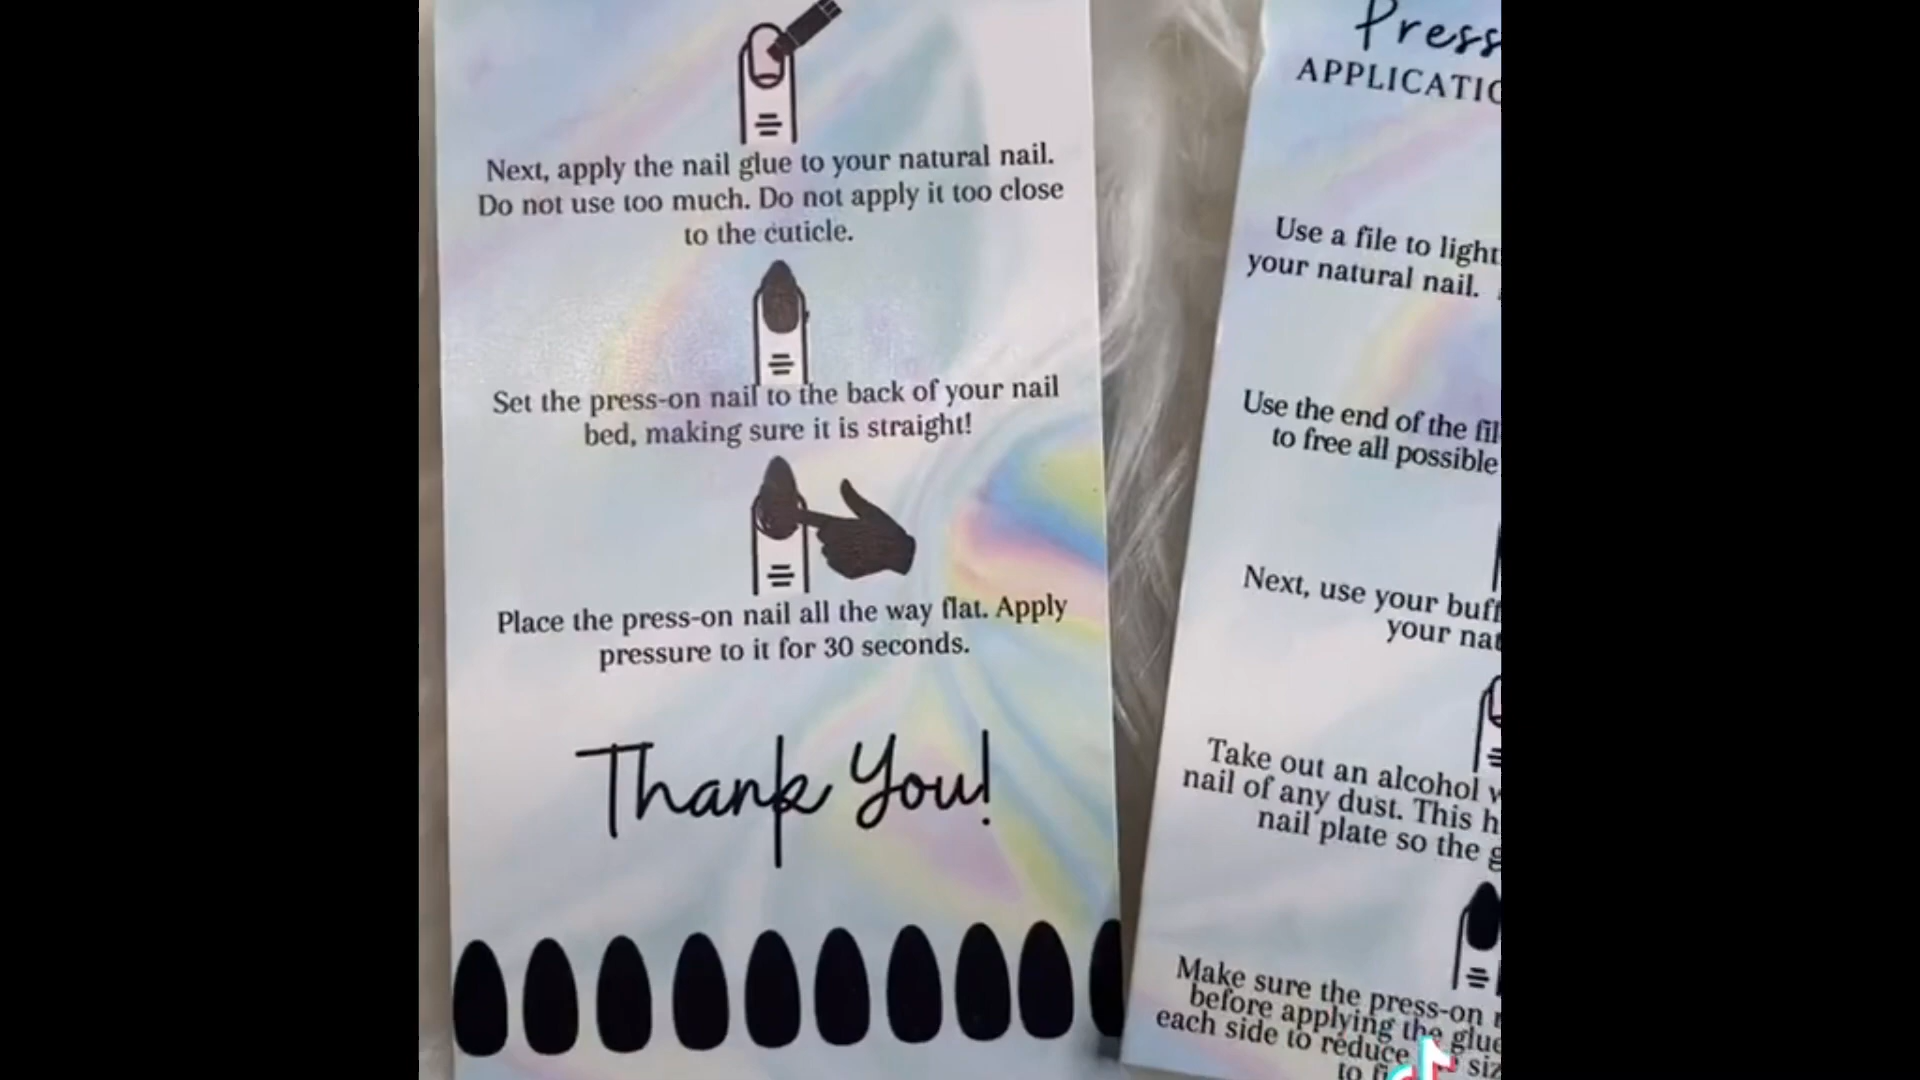 Next, apply the nail glue to your natural nail.
Do not use too much. Do not apply it too close
to the cuticle.
Set the press-on nail to the back of your nail
bed, making sure it is straight!
Place the press-on nail all the way flat. Apply
pressure to it for 30 seconds.
Thank You!
Press
Use a file to
your natural nail.
Use the end of the
to free all possible
Next, use your
your
Take out an alcohol
nail of any dust. This
nail plate so the
Make sure the press-on
before applying the glue
each side to reduce
to